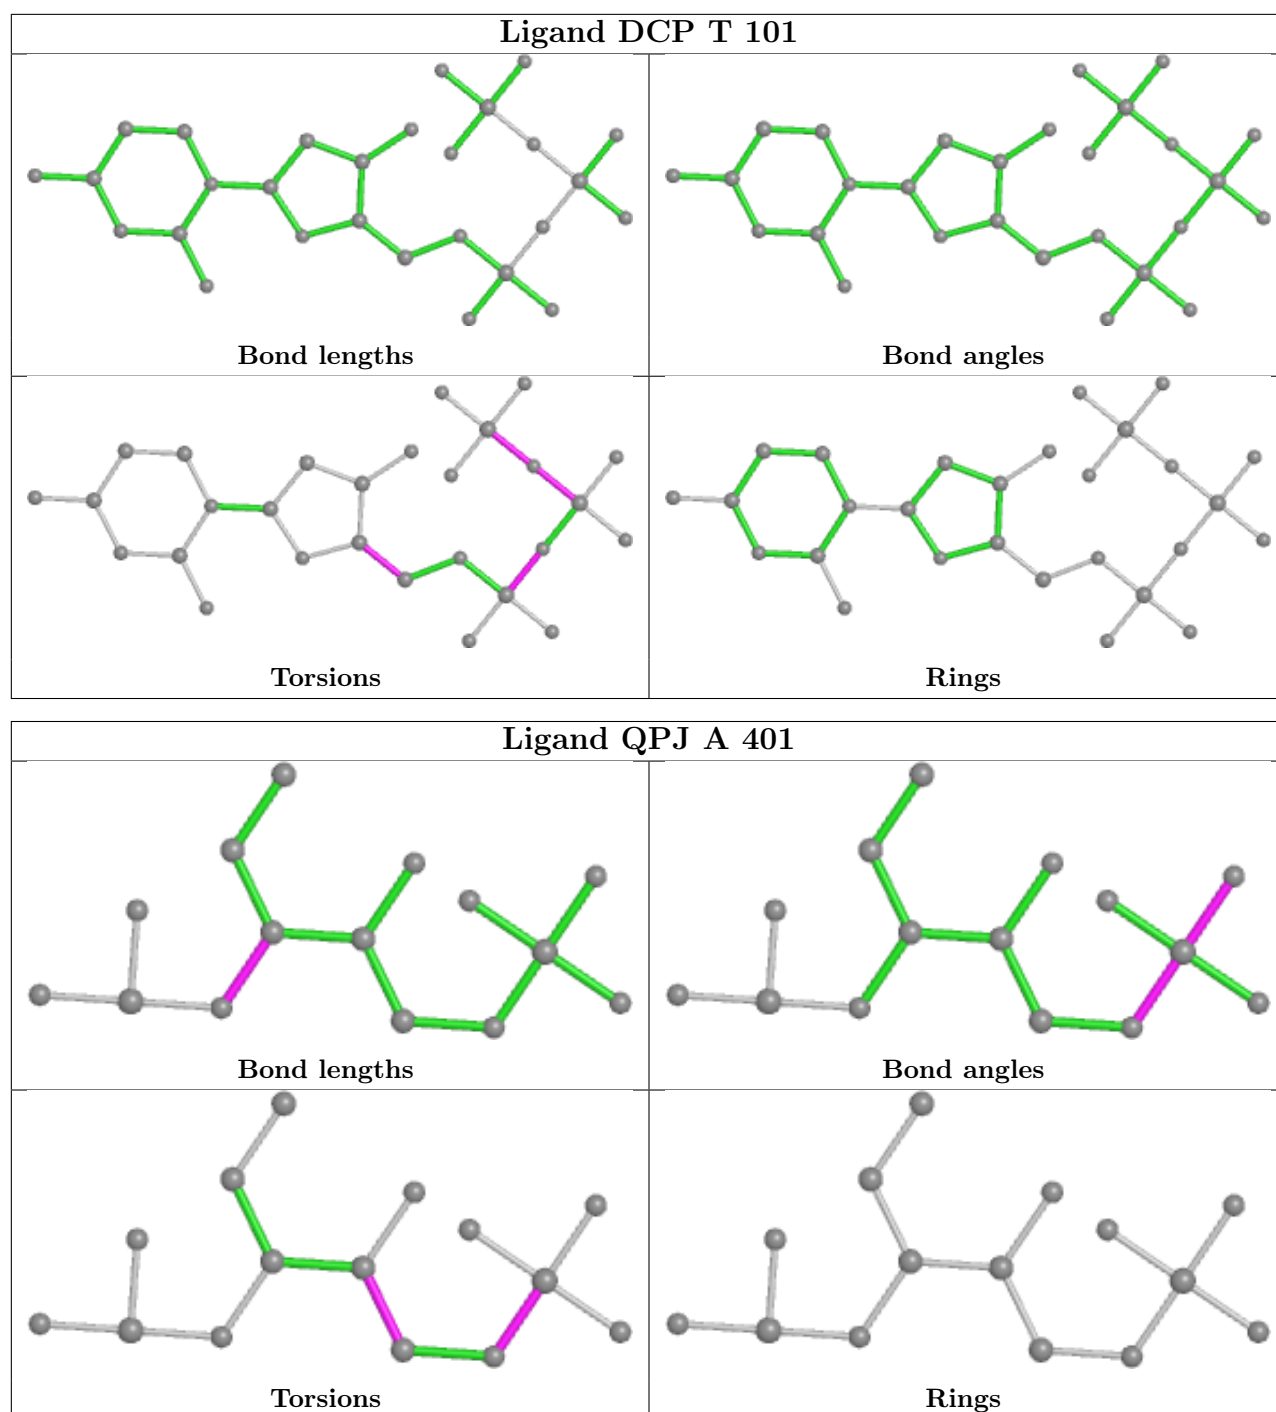 Ligand DCP T 101
Bond lengths
Bond angles
Torsions
Rings
Ligand QPJ A 401
Bond lengths
Bond angles
Torsions
Rings